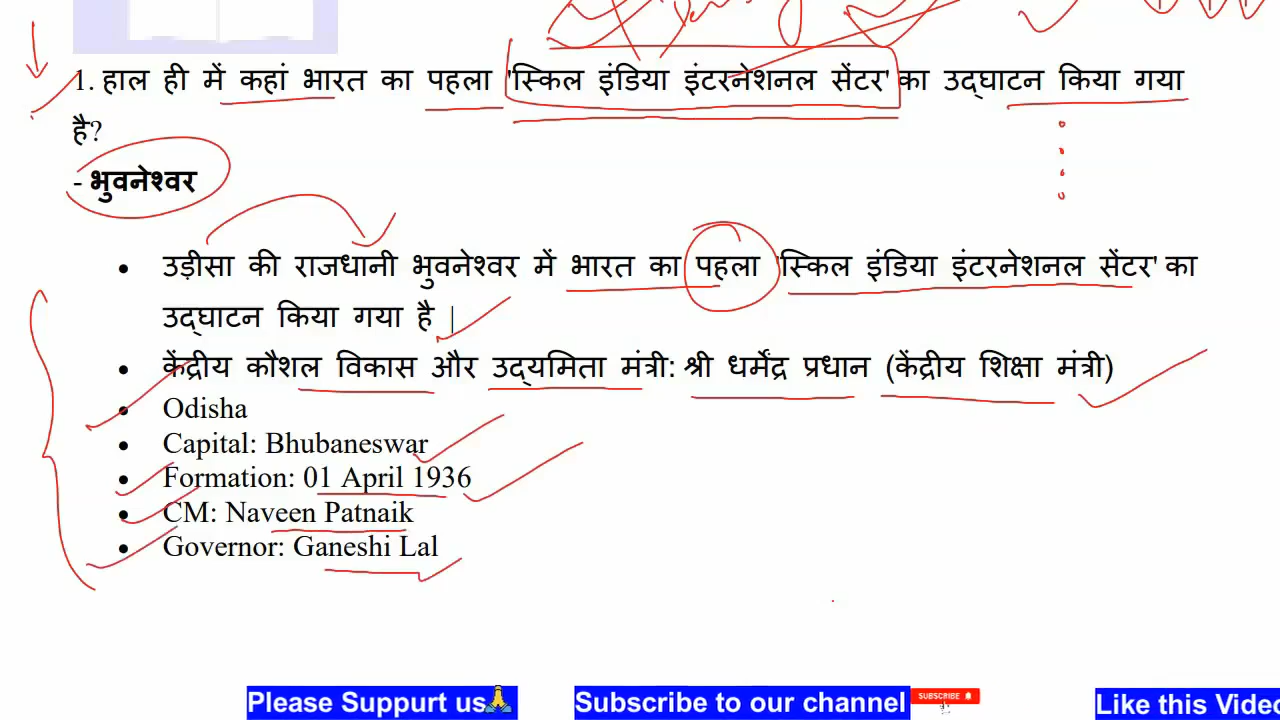 1. हाल ही में कहां भारत का पहला 'स्किल इंडिया इंटरनेशनल सेंटर' का उद्घाटन किया गया
है?
- भुवनेश्वर
• उड़ीसा की राजधानी भुवनेश्वर में भारत का पहला 'स्किल इंडिया इंटरनेशनल सेंटर' का
उद्घाटन किया गया है |
• केंद्रीय कौशल विकास और उद्यमिता मंत्री: श्री धर्मेंद्र प्रधान (केंद्रीय शिक्षा मंत्री)
• Odisha
• Capital: Bhubaneswar
• Formation: 01 April 1936
• CM: Naveen Patnaik
• Governor: Ganeshi Lal
Please Suppurt us🙏 Subscribe to our channel SUBSCRIBE Like this Video